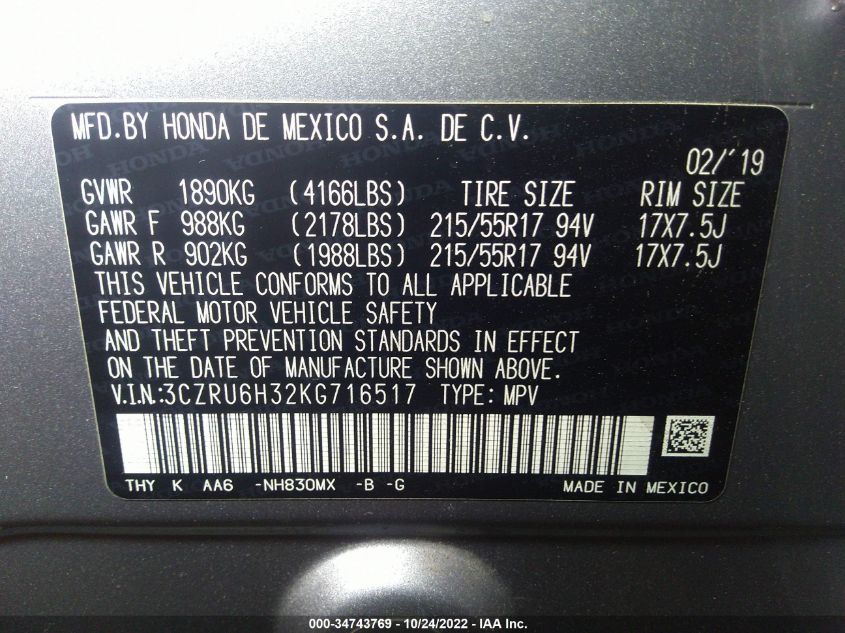 MFD.BY HONDA DE MEXICO S.A. DE C.V.
02/'19
GVWR 1890KG (4166LBS) TIRE SIZE RIM SIZE
GAWR F 988KG (2178LBS) 215/55R17 94V 17X7.5J
GAWR R 902KG (1988LBS) 215/55R17 94V 17X7.5J
THIS VEHICLE CONFORMS TO ALL APPLICABLE
FEDERAL MOTOR VEHICLE SAFETY
AND THEFT PREVENTION STANDARDS IN EFFECT
ON THE DATE OF MANUFACTURE SHOWN ABOVE.
V.I.N.:3CZRU6H32KG716517 TYPE: MPV
THY K AA6 -NH830MX -B -G MADE IN MEXICO
000-34743769 - 10/24/2022 - IAA Inc.